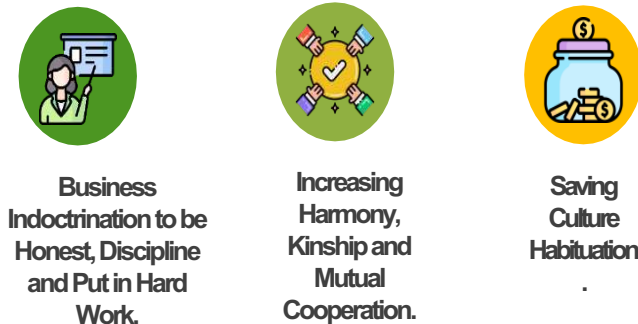 Business
Indoctrination to be
Honest, Discipline
and Put in Hard
Work.
Increasing
Harmony,
Kinship and
Mutual
Cooperation.
Saving
Culture
Habituation
.